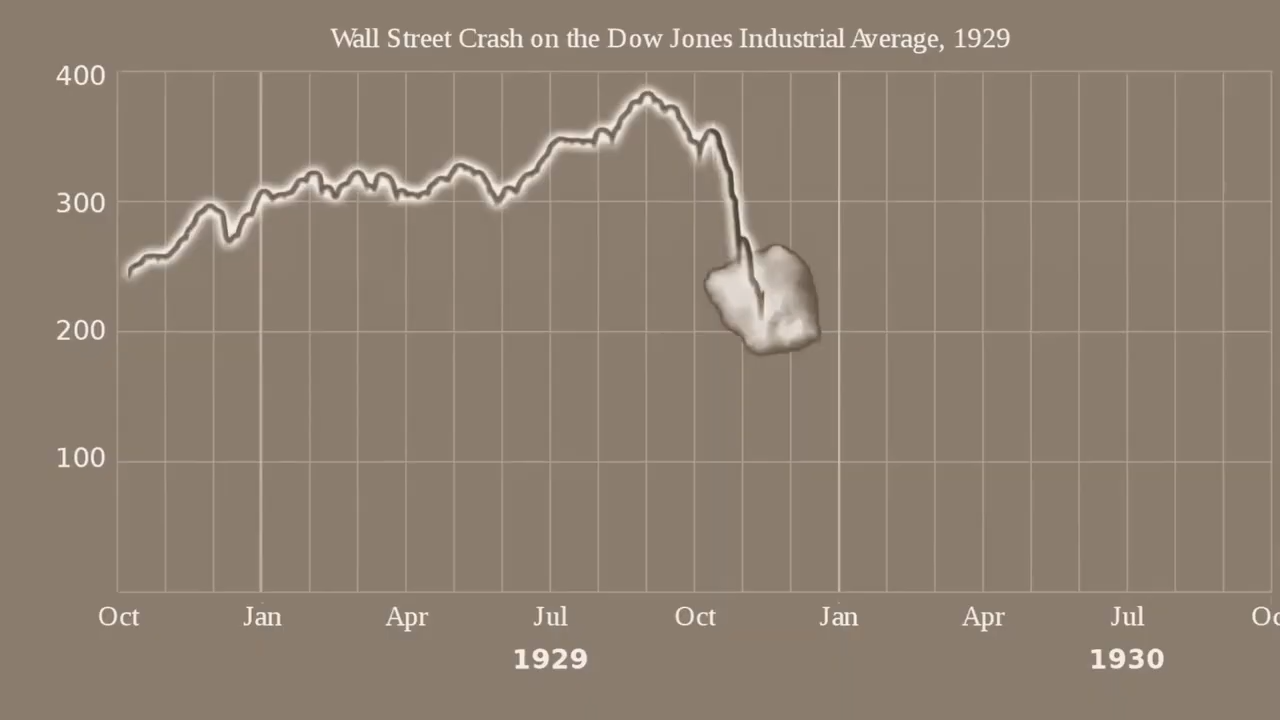 Wall Street Crash on the Dow Jones Industrial Average, 1929
400
300
200
100
Oct Jan Apr Jul Oct Jan Apr Jul Oc
1929 1930